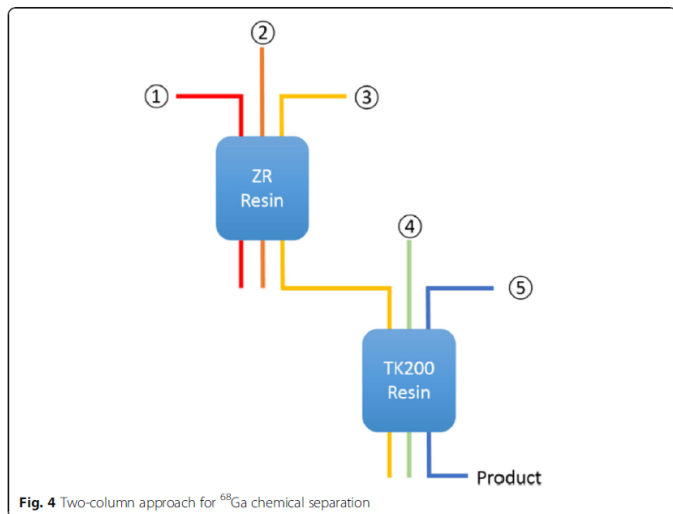 ②
① ③
ZR
Resin
④
⑤
TK200
Resin
Product
Fig. 4 Two-column approach for ⁶⁸Ga chemical separation